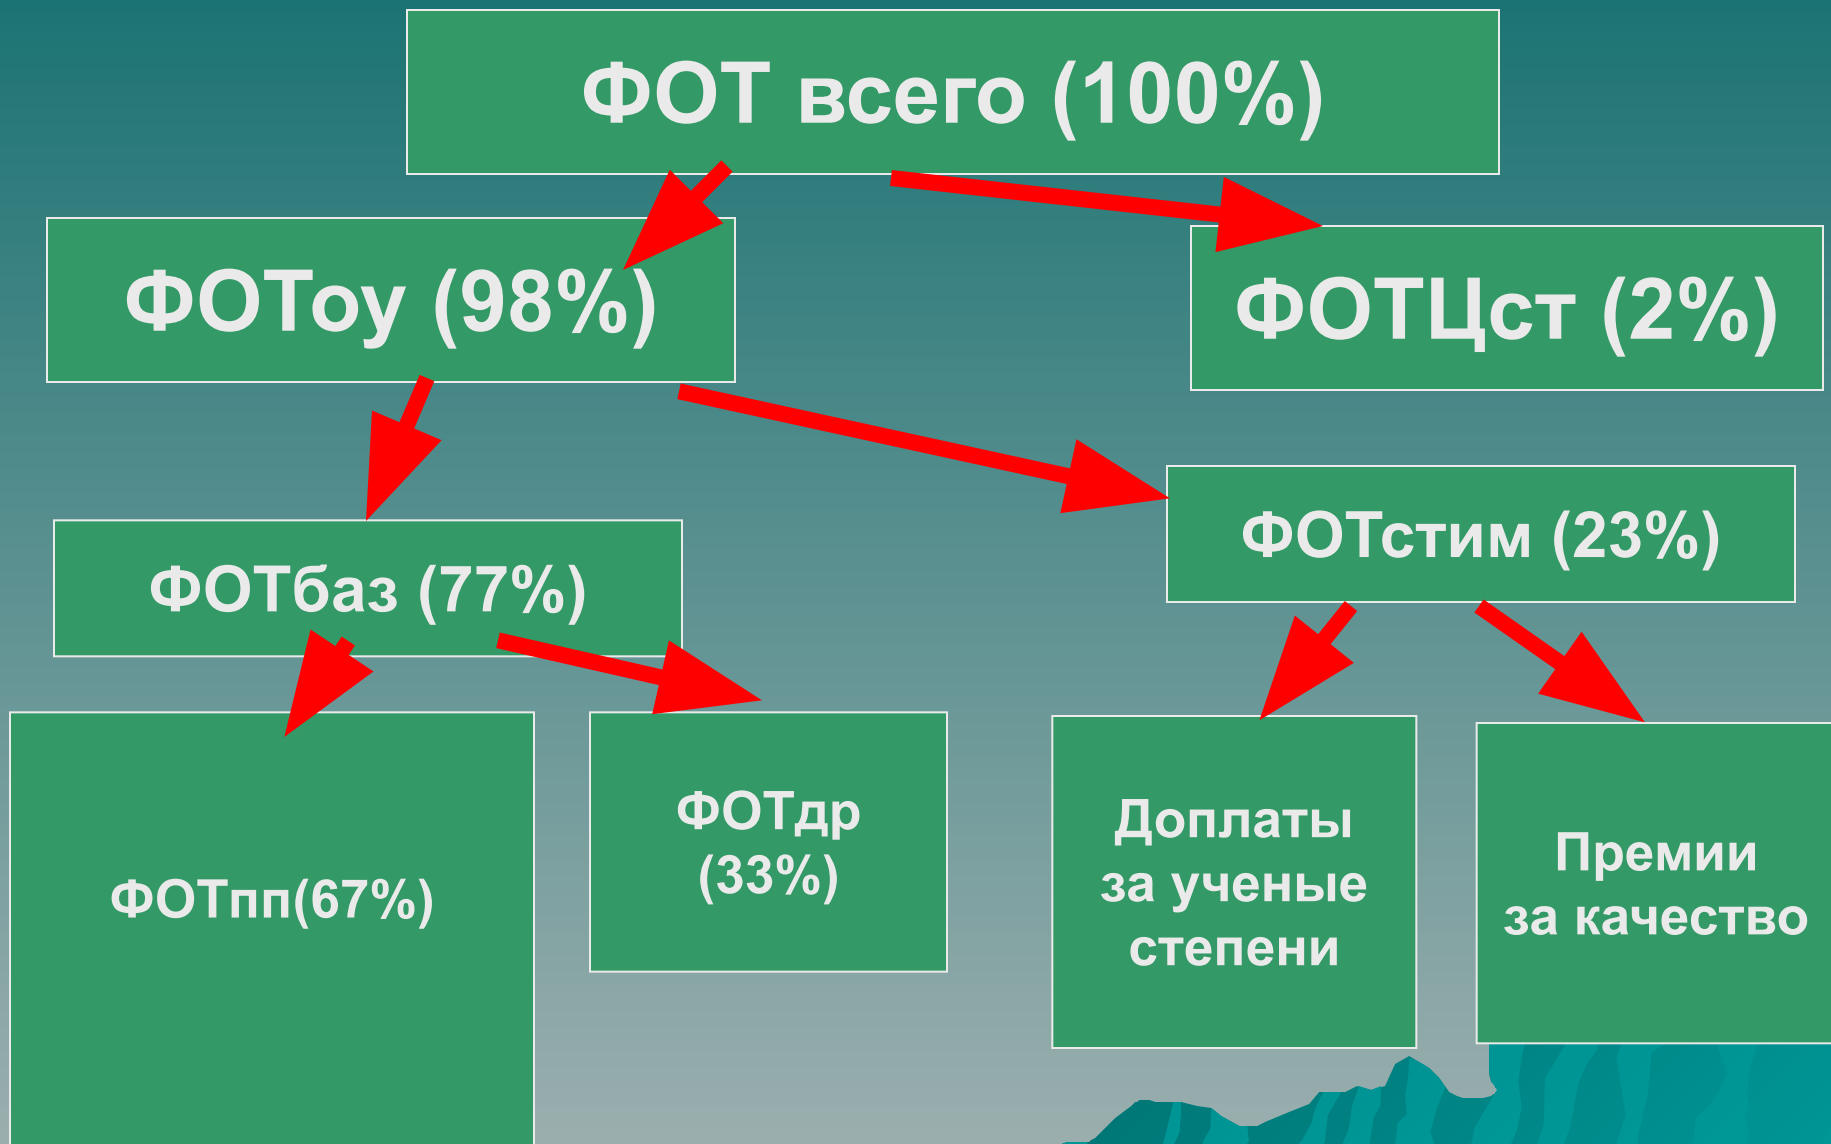 ФОТ всего (100%)
ФОТоу (98%)
ФОТЦст (2%)
ФОТбаз (77%)
ФОТстим (23%)
ФОТпп(67%)
ФОТдр
(33%)
Доплаты
за ученые
степени
Премии
за качество